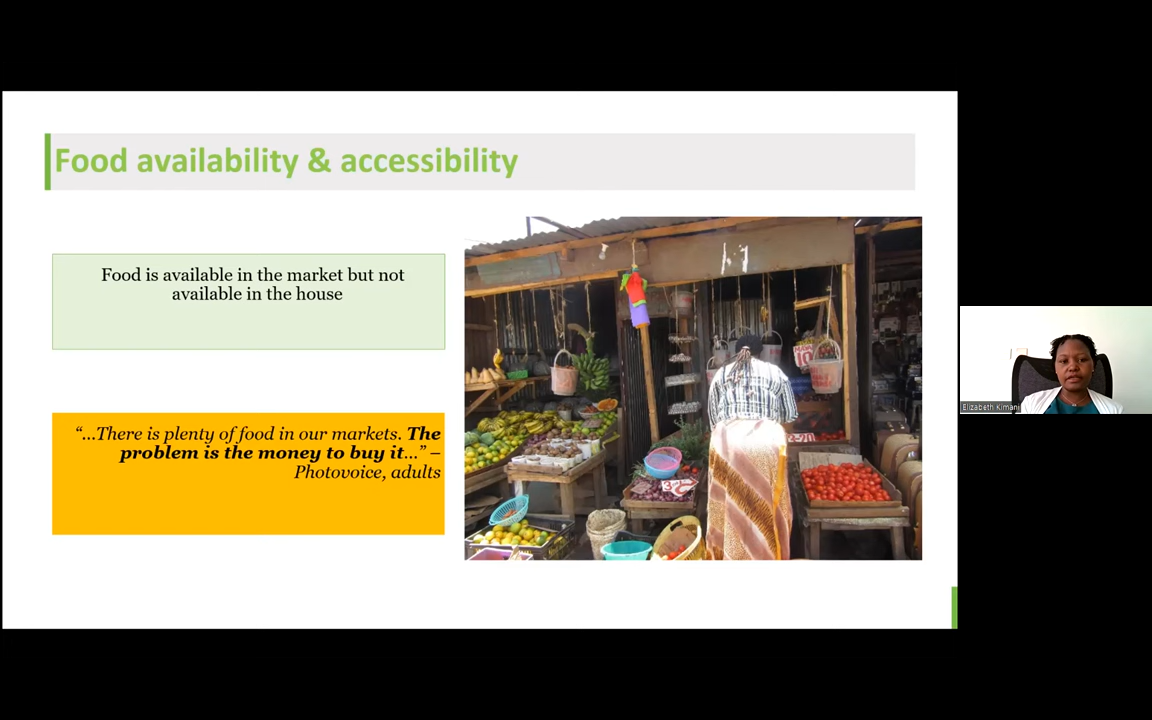 Food availability & accessibility
Food is available in the market but not
available in the house
“...There is plenty of food in our markets. The
problem is the money to buy it...” –
Photovoice, adults
10
Elizabeth Kimani